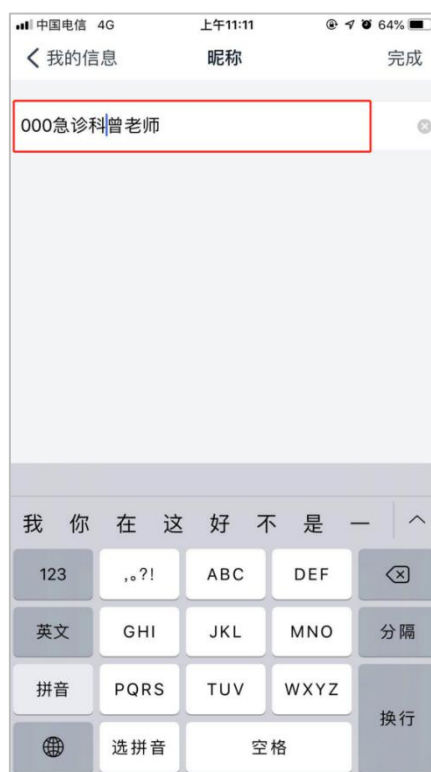 中国电信 4G 上午11:11 64%
我的信息 昵称 完成
000急诊科曾老师
我 你 在 这 好 不 是 一
123 ,。?! ABC DEF
英文 GHI JKL MNO 分隔
拼音 PQRS TUV WXYZ 换行
选拼音 空格